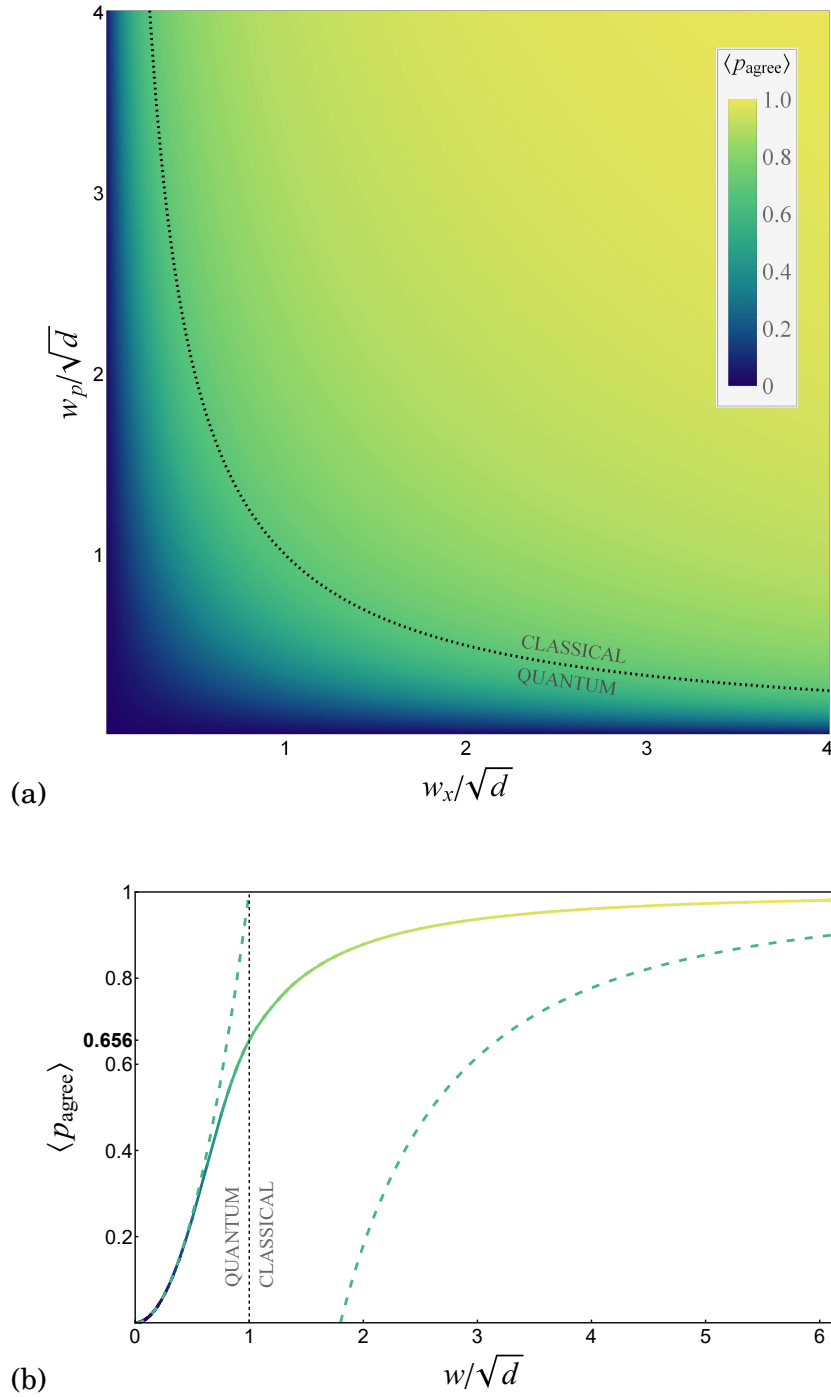 4
3
2
1
w_p/√d
⟨p_agree⟩
1.0
0.8
0.6
0.4
0.2
0
CLASSICAL
QUANTUM
1 2 3 4
w_x/√d
(a)
1
0.8
0.656
0.6
0.4
0.2
⟨p_agree⟩
QUANTUM
CLASSICAL
0 1 2 3 4 5 6
w/√d
(b)